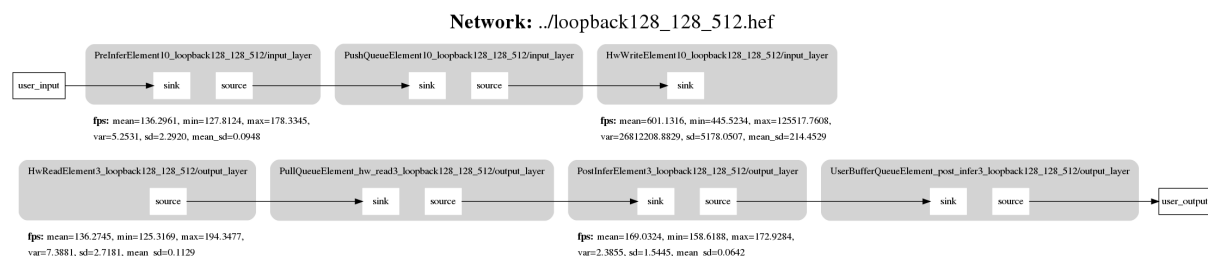 Network: ../loopback128_128_512.hef
PreInferElement10_loopback128_128_512/input_layer
PushQueueElement10_loopback128_128_512/input_layer
HwWriteElement10_loopback128_128_512/input_layer
user_input
sink
source
sink
source
sink
fps: mean=136.2961, min=127.8124, max=178.3345,
var=5.2531, sd=2.2920, mean_sd=0.0948
fps: mean=601.1316, min=445.5234, max=125517.7608,
var=26812208.8829, sd=5178.0507, mean_sd=214.4529
HwReadElement3_loopback128_128_512/output_layer
PullQueueElement_hw_read3_loopback128_128_512/output_layer
PostInferElement3_loopback128_128_512/output_layer
UserBufferQueueElement_post_infer3_loopback128_128_512/output_layer
source
sink
source
sink
source
sink
source
user_output
fps: mean=136.2745, min=125.3169, max=194.3477,
var=7.3881, sd=2.7181, mean_sd=0.1129
fps: mean=169.0324, min=158.6188, max=172.9284,
var=2.3855, sd=1.5445, mean_sd=0.0642